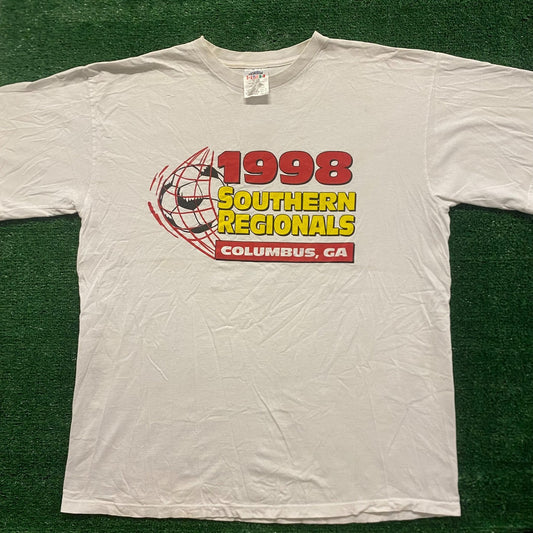 1998
SOUTHERN
REGIONALS
COLUMBUS, GA